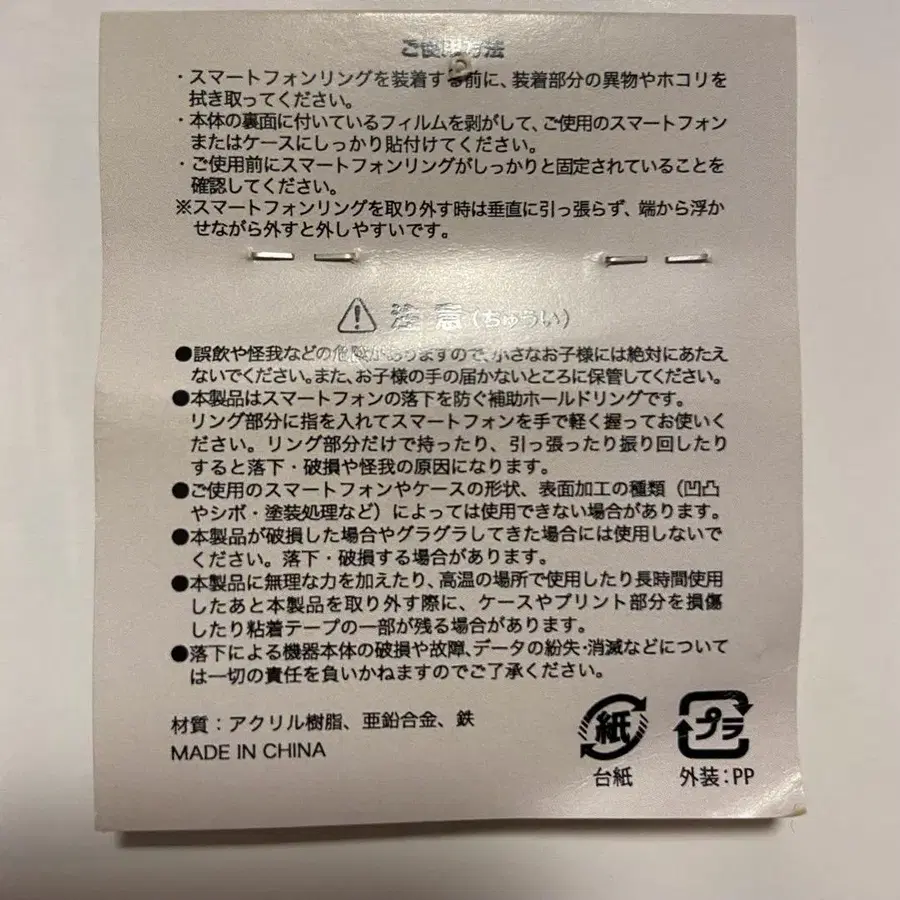 ご使用方法
・スマートフォンリングを装着する前に、装着部分の異物やホコリを
拭き取ってください。
・本体の裏面に付いているフィルムを剥がして、ご使用のスマートフォン
またはケースにしっかり貼付けてください。
・ご使用前にスマートフォンリングがしっかりと固定されていることを
確認してください。
※スマートフォンリングを取り外す時は垂直に引っ張らず、端から浮か
せながら外すと外しやすいです。
注意(ちゅうい)
●誤飲や怪我などの危険がありますので、小さなお子様には絶対にあたえ
ないでください。また、お子様の手の届かないところに保管してください。
●本製品はスマートフォンの落下を防ぐ補助ホールドリングです。
リング部分に指を入れてスマートフォンを手で軽く握ってお使いく
ださい。リング部分だけで持ったり、引っ張ったり振り回したり
すると落下・破損や怪我の原因になります。
●ご使用のスマートフォンやケースの形状、表面加工の種類（凹凸
やシボ・塗装処理など）によっては使用できない場合があります。
●本製品が破損した場合やグラグラしてきた場合には使用しないで
ください。落下・破損する場合があります。
●本製品に無理な力を加えたり、高温の場所で使用したり長時間使用
したあと本製品を取り外す際に、ケースやプリント部分を損傷
したり粘着テープの一部が残る場合があります。
●落下による機器本体の破損や故障、データの紛失・消滅などについて
は一切の責任を負いかねますのでご了承ください。
材質：アクリル樹脂、亜鉛合金、鉄
MADE IN CHINA
紙
台紙
プラ
外装：PP